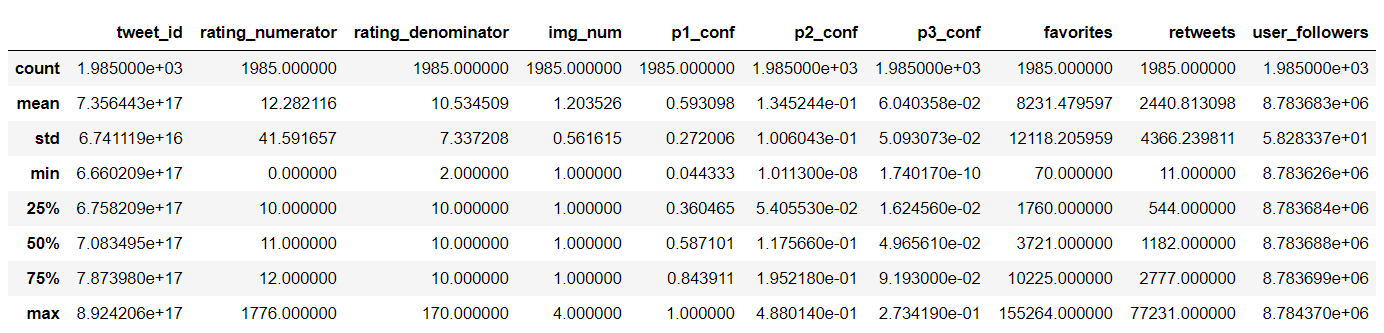 tweet_id rating_numerator rating_denominator img_num p1_conf p2_conf p3_conf favorites retweets user_followers
count 1.985000e+03 1985.000000 1985.000000 1985.000000 1985.000000 1.985000e+03 1.985000e+03 1985.000000 1985.000000 1.985000e+03
mean 7.356443e+17 12.282116 10.534509 1.203526 0.593098 1.345244e-01 6.040358e-02 8231.479597 2440.813098 8.783683e+06
std 6.741119e+16 41.591657 7.337208 0.561615 0.272006 1.006043e-01 5.093073e-02 12118.205959 4366.239811 5.828337e+01
min 6.660209e+17 0.000000 2.000000 1.000000 0.044333 1.011300e-08 1.740170e-10 70.000000 11.000000 8.783626e+06
25% 6.758209e+17 10.000000 10.000000 1.000000 0.360465 5.405530e-02 1.624560e-02 1760.000000 544.000000 8.783684e+06
50% 7.083495e+17 11.000000 10.000000 1.000000 0.587101 1.175660e-01 4.965610e-02 3721.000000 1182.000000 8.783688e+06
75% 7.873980e+17 12.000000 10.000000 1.000000 0.843911 1.952180e-01 9.193000e-02 10225.000000 2777.000000 8.783699e+06
max 8.924206e+17 1776.000000 170.000000 4.000000 1.000000 4.880140e-01 2.734190e-01 155264.000000 77231.000000 8.784370e+06